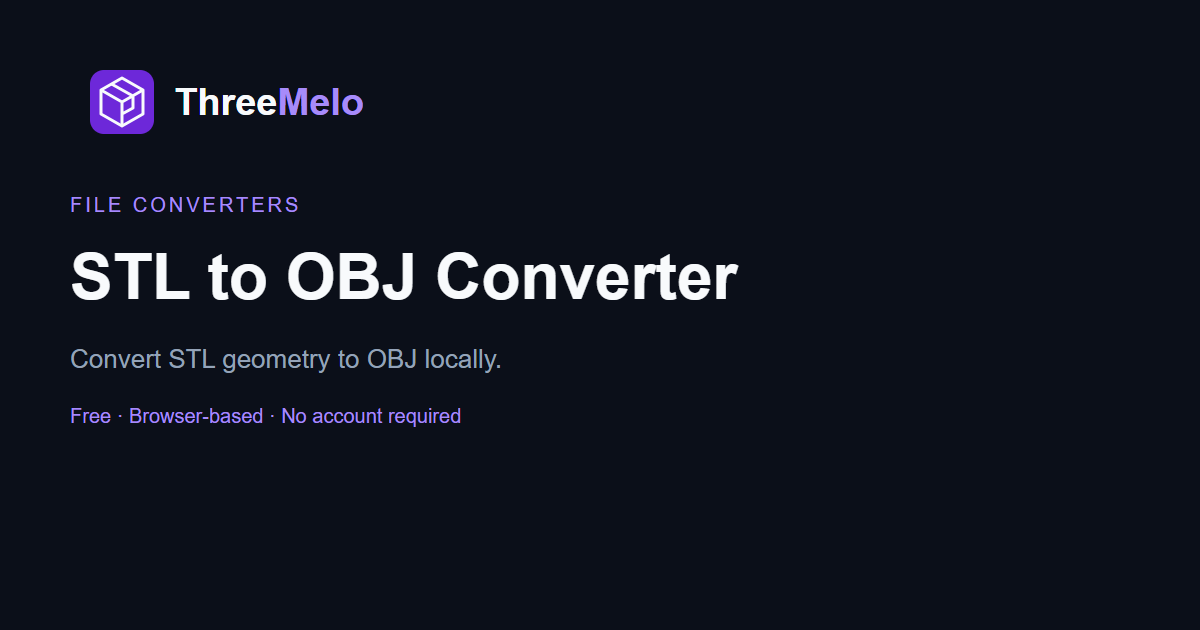 ThreeMelo
FILE CONVERTERS
STL to OBJ Converter
Convert STL geometry to OBJ locally.
Free · Browser-based · No account required